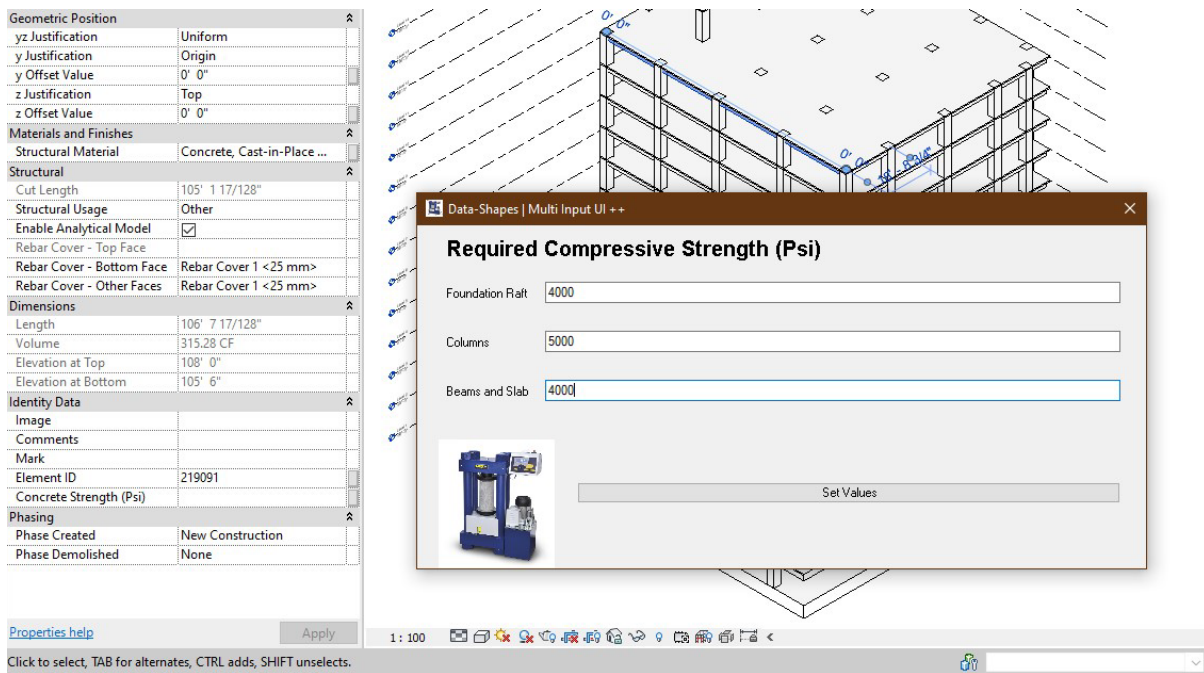 Geometric Position
yz Justification Uniform
y Justification Origin
y Offset Value 0' 0"
z Justification Top
z Offset Value 0' 0"
Materials and Finishes
Structural Material Concrete, Cast-in-Place ...
Structural
Cut Length 105' 1 17/128"
Structural Usage Other
Enable Analytical Model
Rebar Cover - Top Face
Rebar Cover - Bottom Face Rebar Cover 1 <25 mm>
Rebar Cover - Other Faces Rebar Cover 1 <25 mm>
Dimensions
Length 106' 7 17/128"
Volume 315.28 CF
Elevation at Top 108' 0"
Elevation at Bottom 105' 6"
Identity Data
Image
Comments
Mark
Element ID 219091
Concrete Strength (Psi)
Phasing
Phase Created New Construction
Phase Demolished None
Properties help Apply
Click to select, TAB for alternates, CTRL adds, SHIFT unselects.
0' 0"
0' 0"
Data-Shapes | Multi Input UI ++
Required Compressive Strength (Psi)
Foundation Raft 4000
Columns 5000
Beams and Slab 4000
Set Values
1 : 100